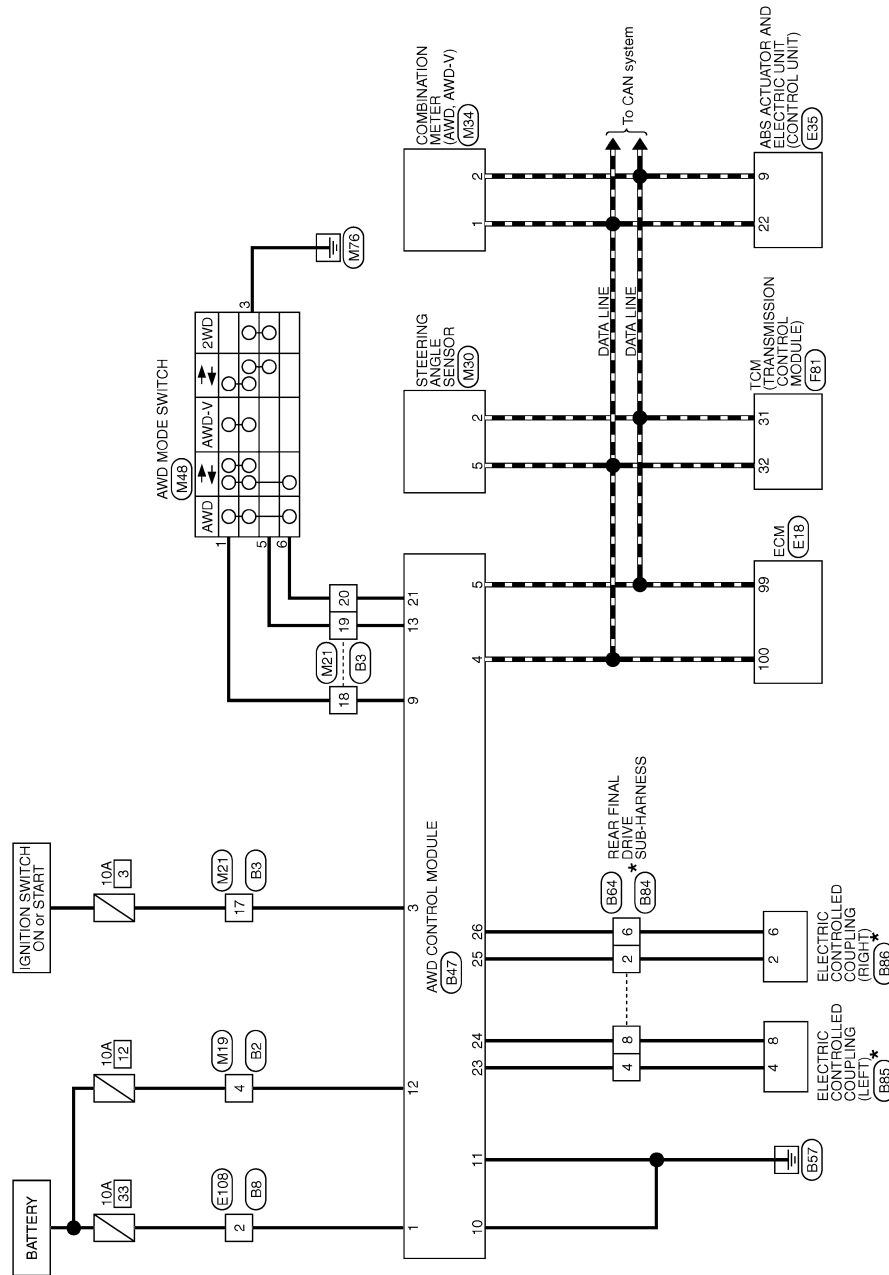 BATTERY
10A
33
2
E108
B8
1
10A
12
4
M19
B2
12
IGNITION SWITCH
ON or START
10A
3
17
M21
B3
3
AWD MODE SWITCH
M48
AWD
AWD-V
2WD
1
5
6
3
M76
18
19
20
M21
B3
9
13
21
AWD CONTROL MODULE
B47
10
11
23
24
25
26
4
5
B57
4
8
2
6
B64
B84
REAR FINAL
DRIVE
SUB-HARNESS
*
4
8
ELECTRIC
CONTROLLED
COUPLING
(LEFT)
B85
*
2
6
ELECTRIC
CONTROLLED
COUPLING
(RIGHT)
B86
*
STEERING
ANGLE
SENSOR
M30
5
2
COMBINATION
METER
(AWD, AWD-V)
M34
1
2
DATA LINE
DATA LINE
To CAN system
100
99
ECM
E18
32
31
TCM
(TRANSMISSION
CONTROL
MODULE)
F81
22
9
ABS ACTUATOR AND
ELECTRIC UNIT
(CONTROL UNIT)
E35